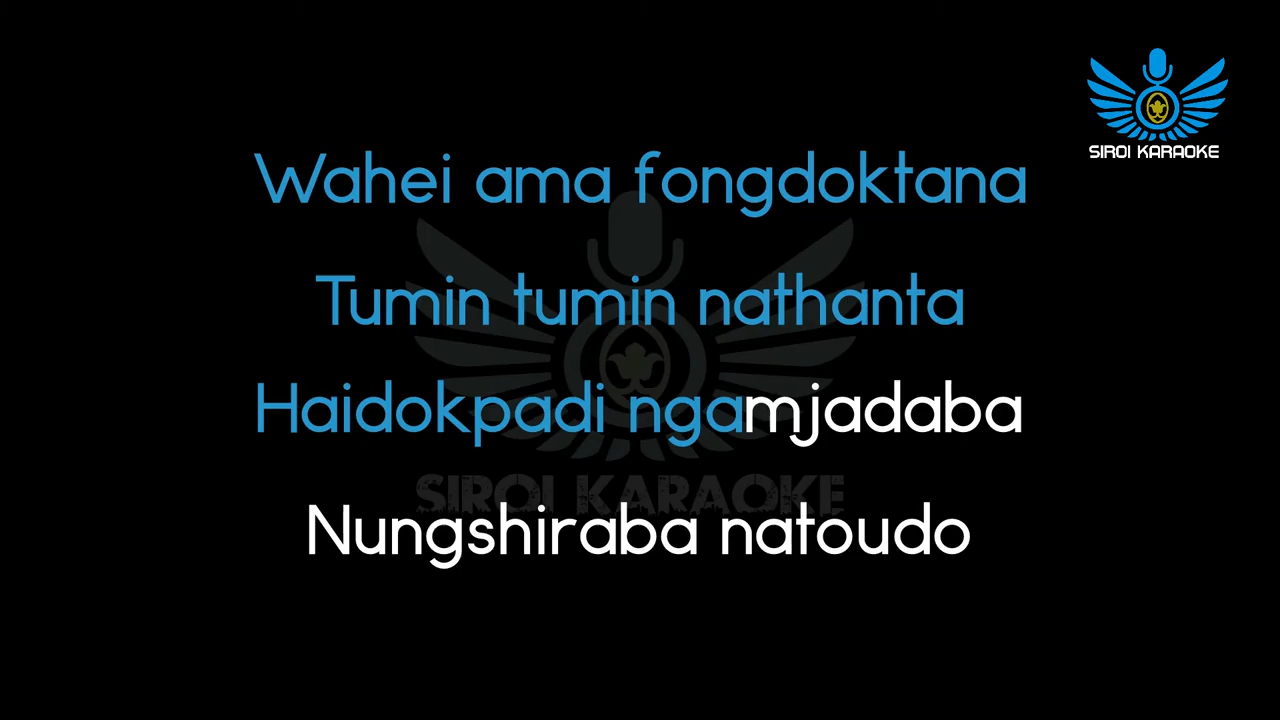 SIROI KARAOKE
Wahei ama fongdoktana
Tumin tumin nathanta
Haidokpadi ngamjadaba
SIROI KARAOKE
Nungshiraba natoudo